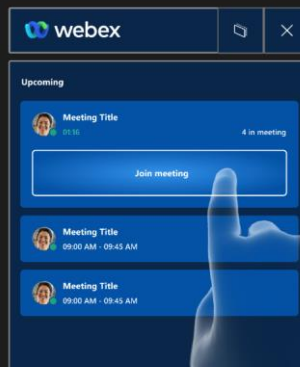 webex
Upcoming
Meeting Title
01:16
4 in meeting
Join meeting
Meeting Title
09:00 AM - 09:45 AM
Meeting Title
09:00 AM - 09:45 AM